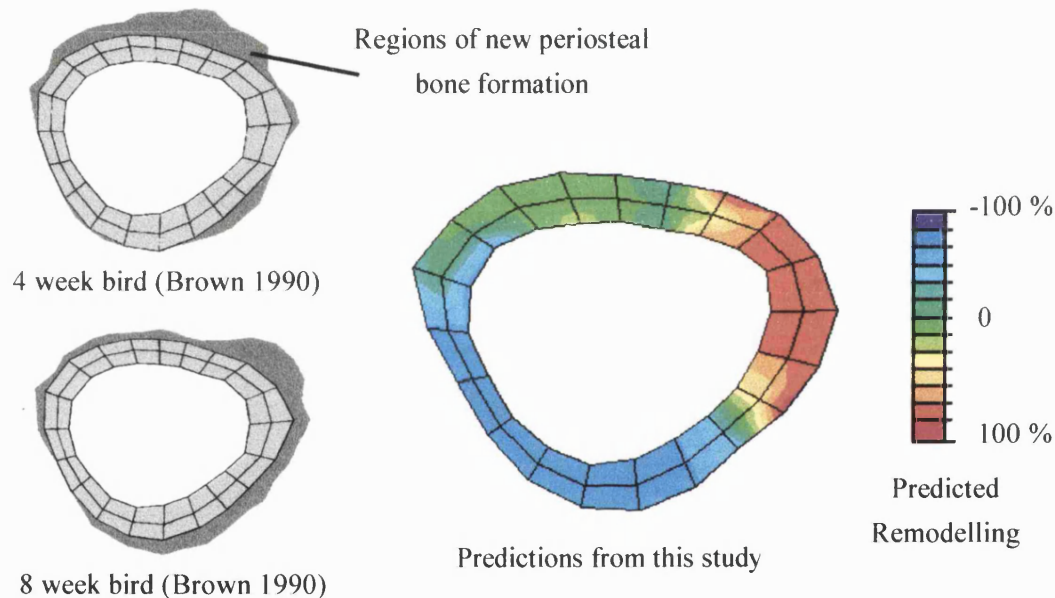 Regions of new periosteal
bone formation
4 week bird (Brown 1990)
8 week bird (Brown 1990)
Predictions from this study
-100 %
0
100 %
Predicted
Remodelling